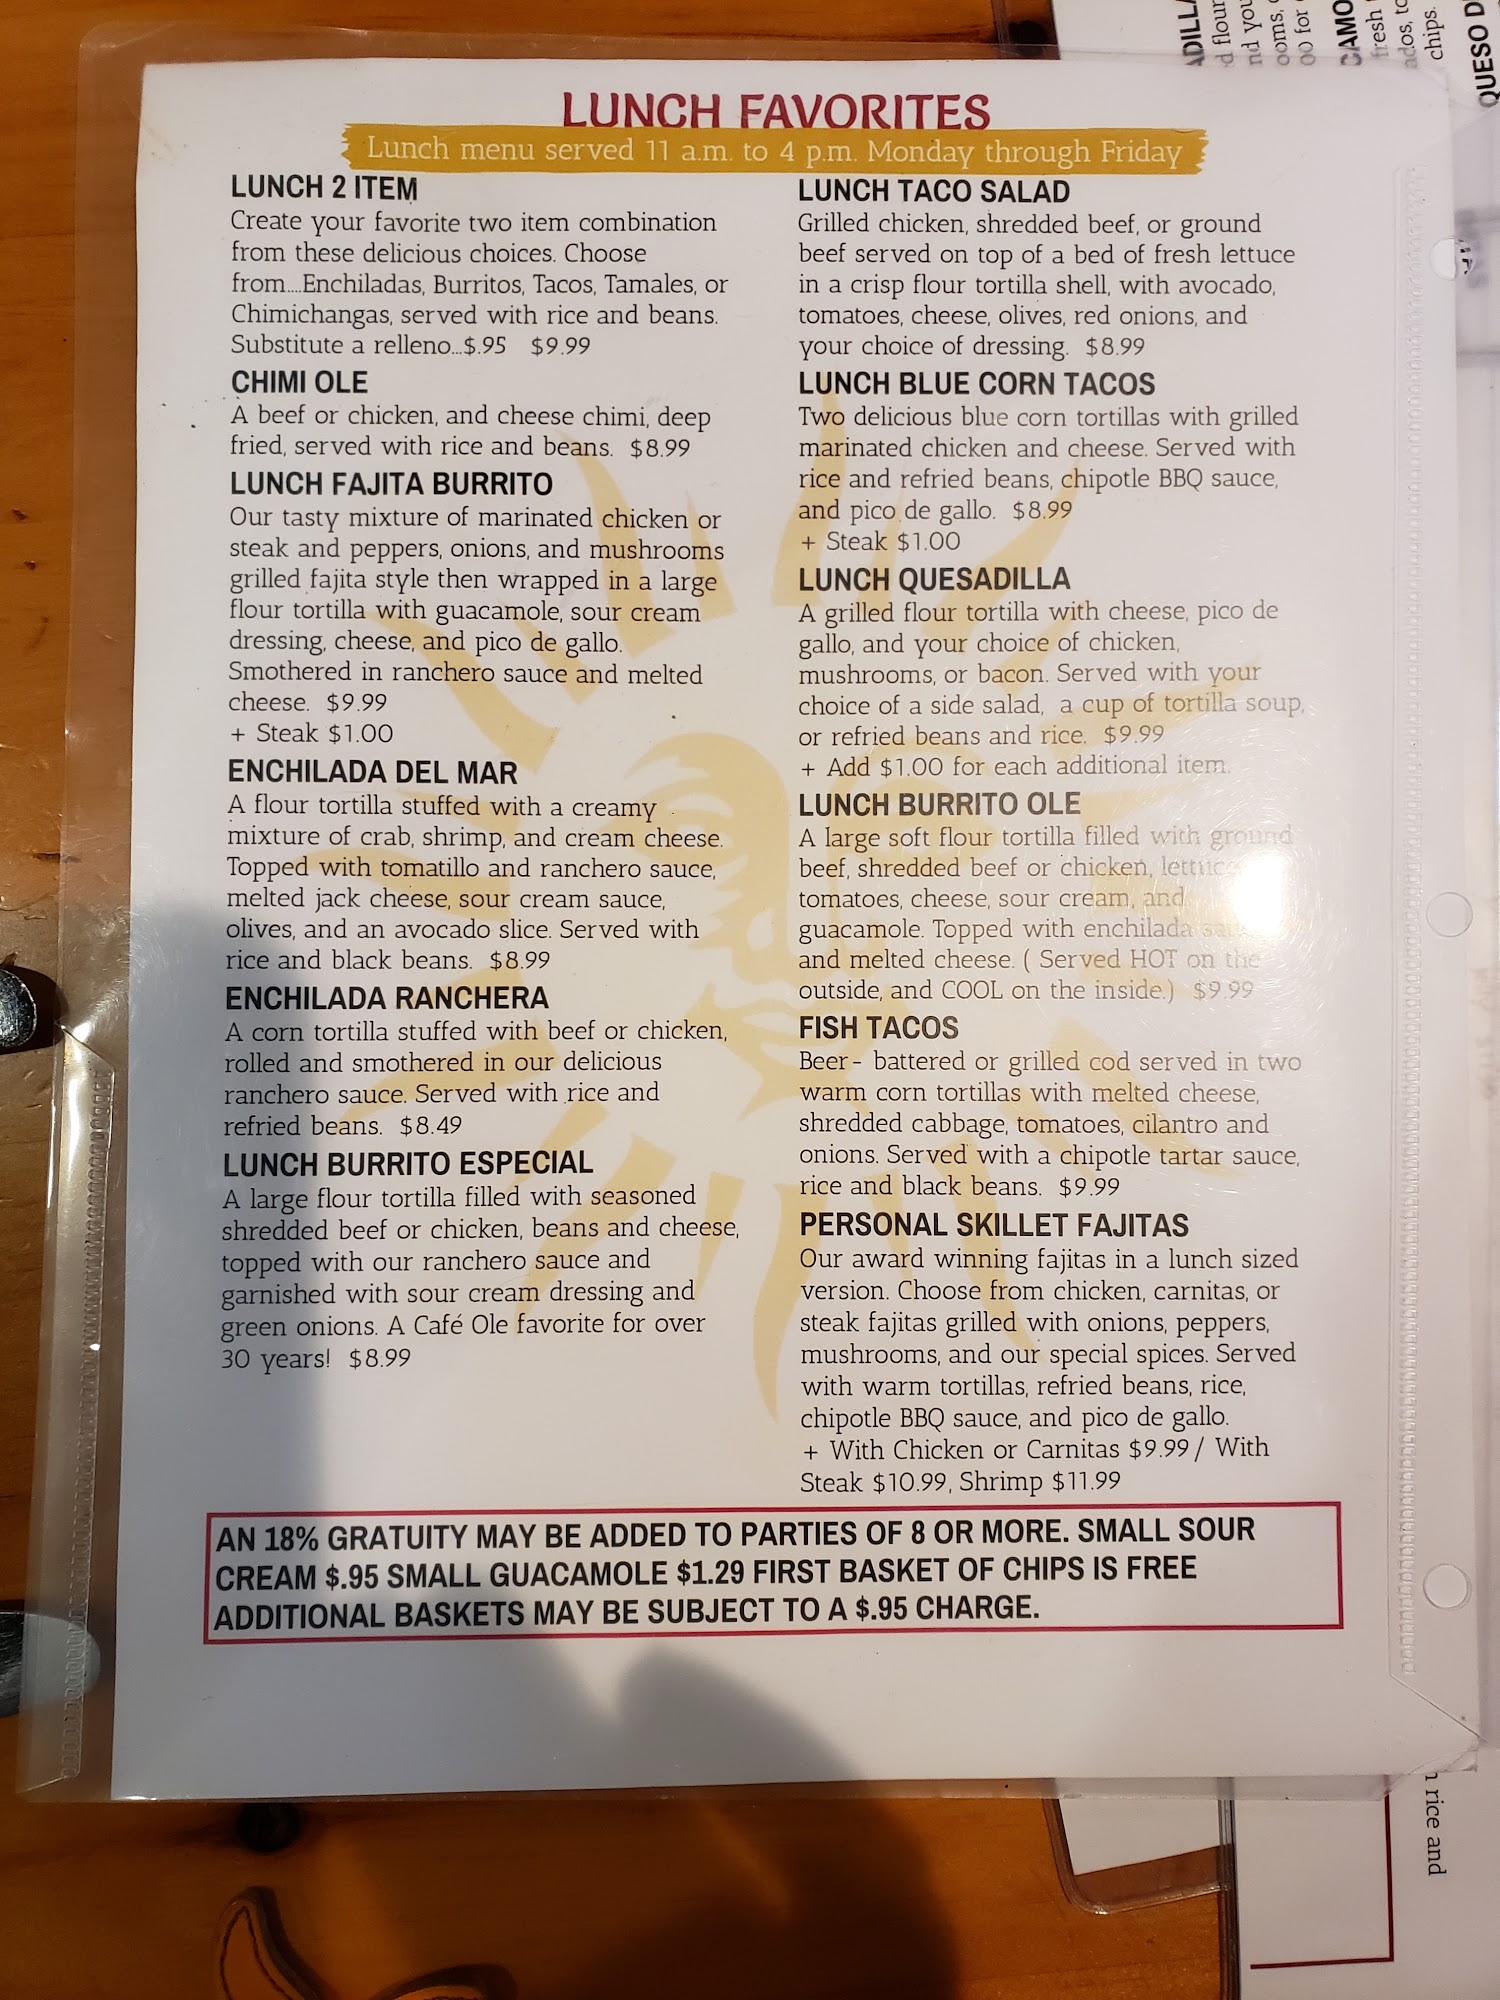 LUNCH FAVORITES
Lunch menu served 11 a.m. to 4 p.m. Monday through Friday
LUNCH 2 ITEM
Create your favorite two item combination
from these delicious choices. Choose
from....Enchiladas, Burritos, Tacos, Tamales, or
Chimichangas, served with rice and beans.
Substitute a relleno...$.95 $9.99
CHIMI OLE
A beef or chicken, and cheese chimi, deep
fried, served with rice and beans. $8.99
LUNCH FAJITA BURRITO
Our tasty mixture of marinated chicken or
steak and peppers, onions, and mushrooms
grilled fajita style then wrapped in a large
flour tortilla with guacamole, sour cream
dressing, cheese, and pico de gallo.
Smothered in ranchero sauce and melted
cheese. $9.99
+ Steak $1.00
ENCHILADA DEL MAR
A flour tortilla stuffed with a creamy
mixture of crab, shrimp, and cream cheese.
Topped with tomatillo and ranchero sauce,
melted jack cheese, sour cream sauce,
olives, and an avocado slice. Served with
rice and black beans. $8.99
ENCHILADA RANCHERA
A corn tortilla stuffed with beef or chicken,
rolled and smothered in our delicious
ranchero sauce. Served with rice and
refried beans. $8.49
LUNCH BURRITO ESPECIAL
A large flour tortilla filled with seasoned
shredded beef or chicken, beans and cheese,
topped with our ranchero sauce and
garnished with sour cream dressing and
green onions. A Café Ole favorite for over
30 years! $8.99
LUNCH TACO SALAD
Grilled chicken, shredded beef, or ground
beef served on top of a bed of fresh lettuce
in a crisp flour tortilla shell, with avocado,
tomatoes, cheese, olives, red onions, and
your choice of dressing. $8.99
LUNCH BLUE CORN TACOS
Two delicious blue corn tortillas with grilled
marinated chicken and cheese. Served with
rice and refried beans, chipotle BBQ sauce,
and pico de gallo. $8.99
+ Steak $1.00
LUNCH QUESADILLA
A grilled flour tortilla with cheese, pico de
gallo, and your choice of chicken,
mushrooms, or bacon. Served with your
choice of a side salad, a cup of tortilla soup,
or refried beans and rice. $9.99
+ Add $1.00 for each additional item.
LUNCH BURRITO OLE
A large soft flour tortilla filled with ground
beef, shredded beef or chicken,
tomatoes, cheese, sour cream, and
guacamole. Topped with enchilada
and melted cheese. ( Served HOT on the
outside, and COOL on the inside.) $9.99
FISH TACOS
Beer- battered or grilled cod served in two
warm corn tortillas with melted cheese,
shredded cabbage, tomatoes, cilantro and
onions. Served with a chipotle tartar sauce,
rice and black beans. $9.99
PERSONAL SKILLET FAJITAS
Our award winning fajitas in a lunch sized
version. Choose from chicken, carnitas, or
steak fajitas grilled with onions, peppers,
mushrooms, and our special spices. Served
with warm tortillas, refried beans, rice,
chipotle BBQ sauce, and pico de gallo.
+ With Chicken or Carnitas $9.99/ With
Steak $10.99, Shrimp $11.99
AN 18% GRATUITY MAY BE ADDED TO PARTIES OF 8 OR MORE. SMALL SOUR
CREAM $.95 SMALL GUACAMOLE $1.29 FIRST BASKET OF CHIPS IS FREE
ADDITIONAL BASKETS MAY BE SUBJECT TO A $.95 CHARGE.
chips.
QUESO
rice and